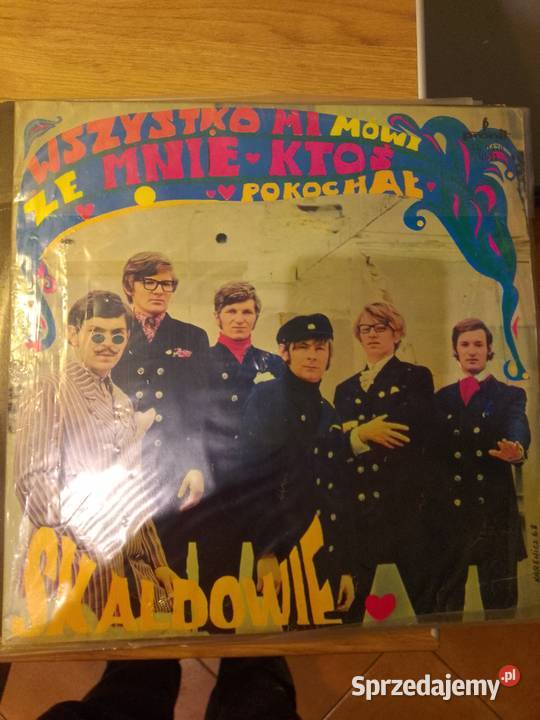 WSZYSTKO MI MÓWI
ŻE MNIE KTOŚ
POKOCHAŁ
SKALDOWIE
Sprzedajemy.pl